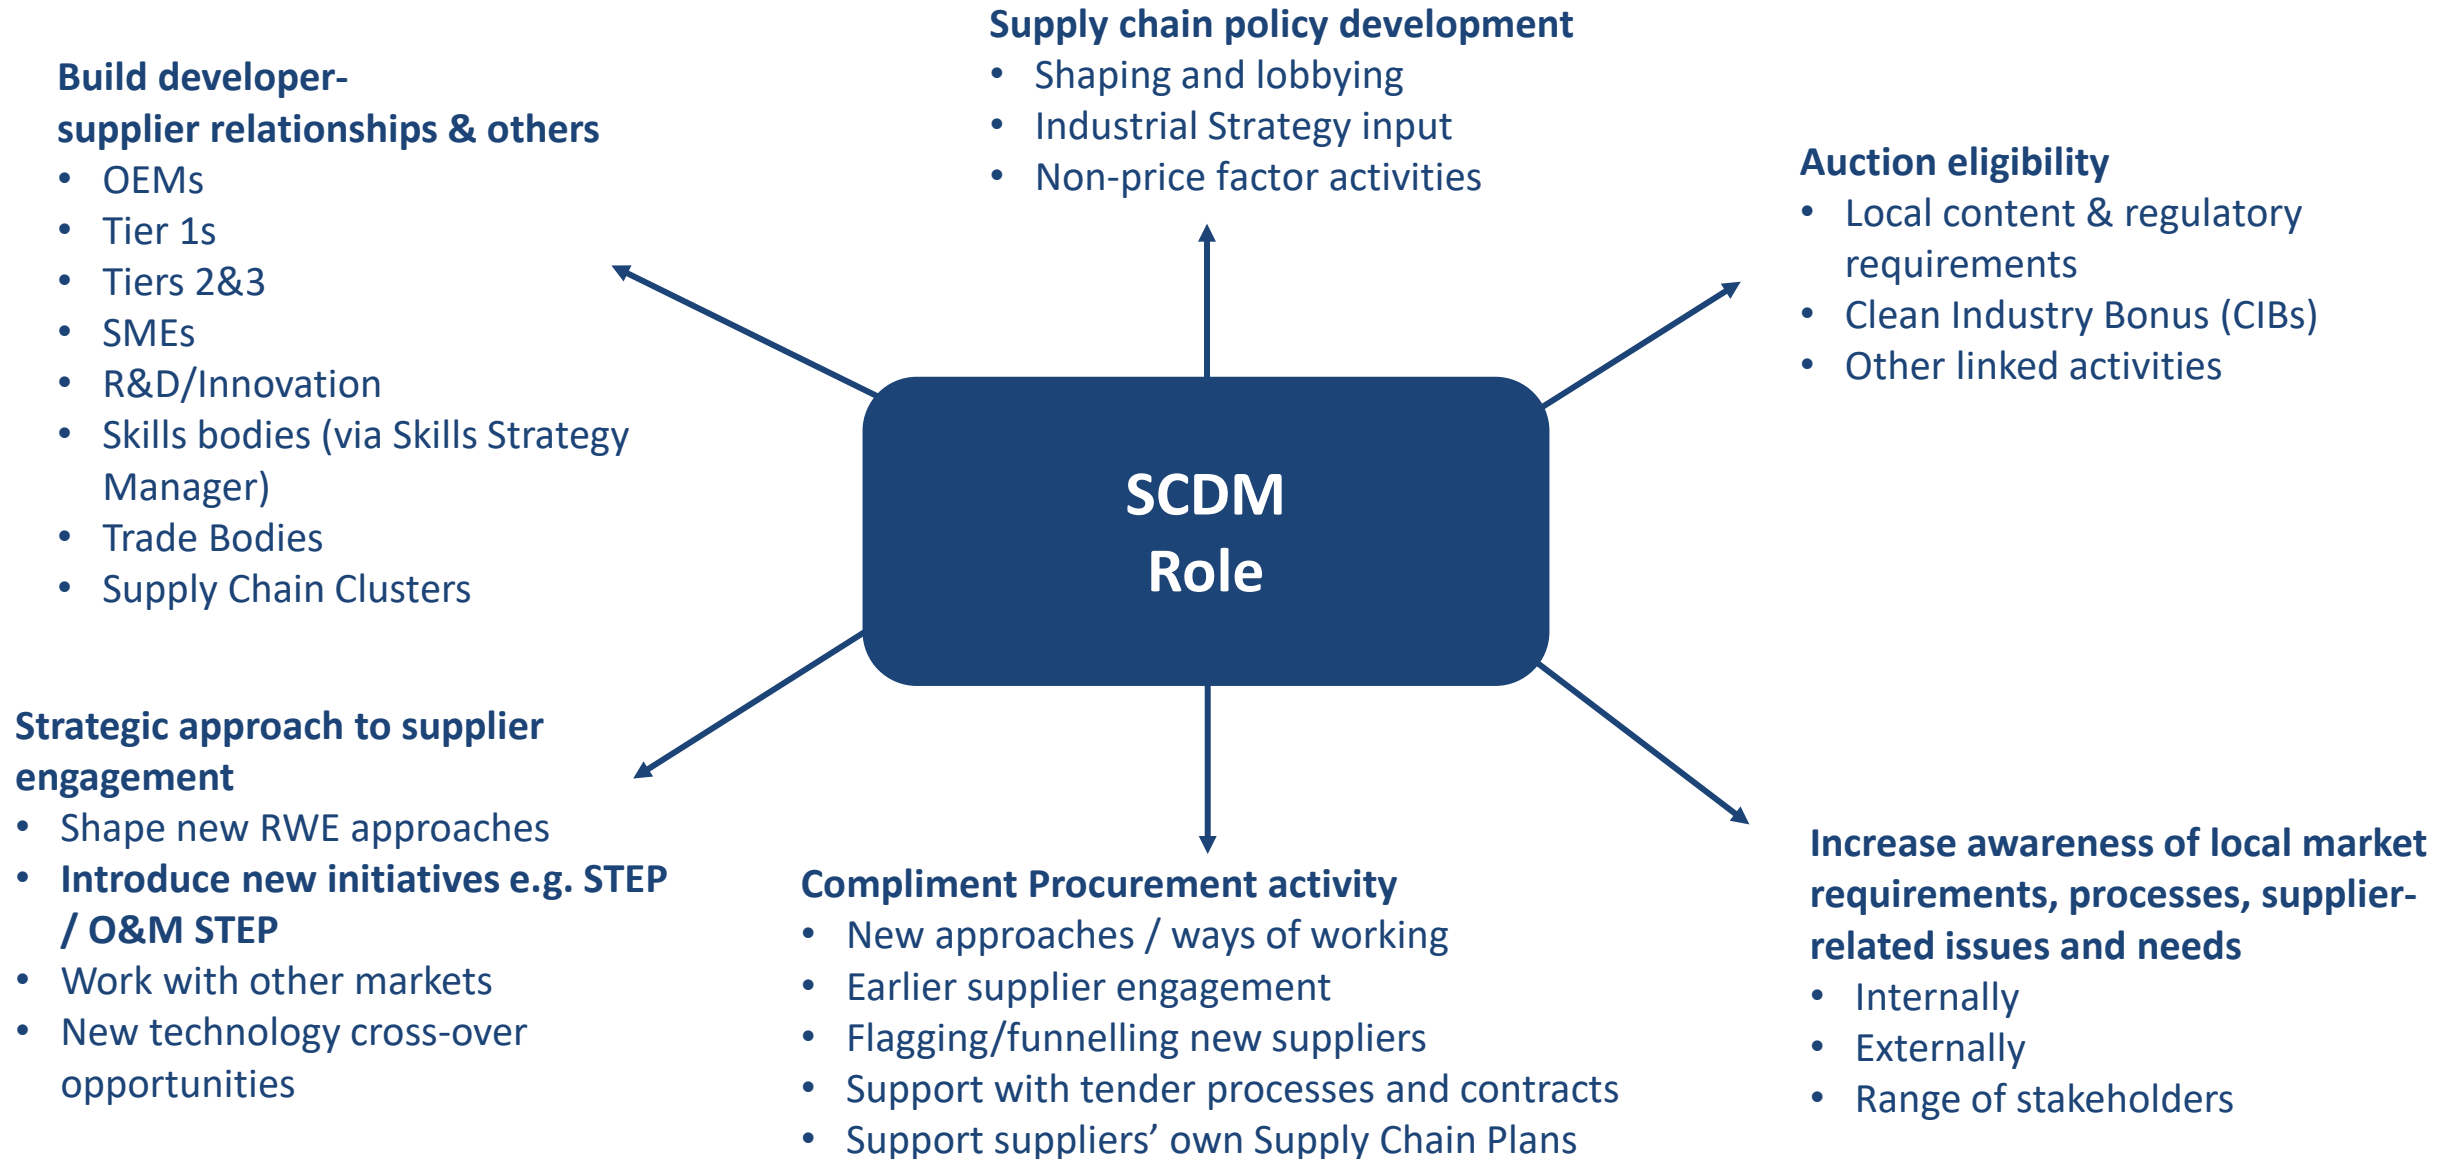 Supply chain policy development
• Shaping and lobbying
• Industrial Strategy input
• Non-price factor activities
Build developer-
supplier relationships & others
• OEMs
• Tier 1s
• Tiers 2&3
• SMEs
• R&D/Innovation
• Skills bodies (via Skills Strategy
Manager)
• Trade Bodies
• Supply Chain Clusters
Auction eligibility
• Local content & regulatory
requirements
• Clean Industry Bonus (CIBs)
• Other linked activities
SCDM
Role
Strategic approach to supplier
engagement
• Shape new RWE approaches
• Introduce new initiatives e.g. STEP
/ O&M STEP
• Work with other markets
• New technology cross-over
opportunities
Compliment Procurement activity
• New approaches / ways of working
• Earlier supplier engagement
• Flagging/funnelling new suppliers
• Support with tender processes and contracts
• Support suppliers’ own Supply Chain Plans
Increase awareness of local market
requirements, processes, supplier-
related issues and needs
• Internally
• Externally
• Range of stakeholders